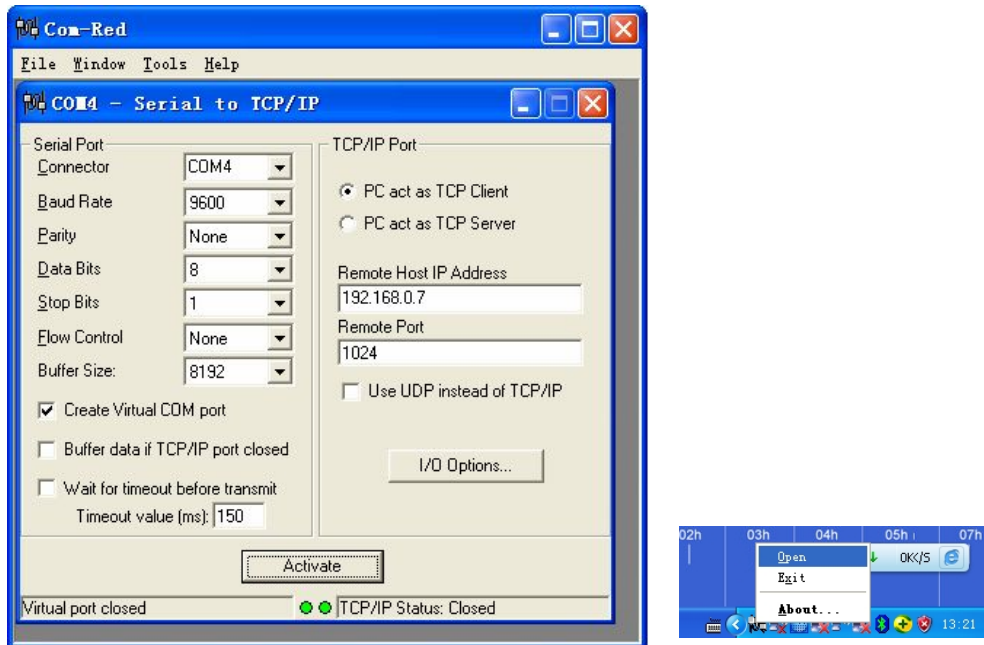 Com-Red
File Window Tools Help
COM4 - Serial to TCP/IP
Serial Port
Connector COM4
Baud Rate 9600
Parity None
Data Bits 8
Stop Bits 1
Flow Control None
Buffer Size: 8192
Create Virtual COM port
Buffer data if TCP/IP port closed
Wait for timeout before transmit
Timeout value (ms): 150
TCP/IP Port
PC act as TCP Client
PC act as TCP Server
Remote Host IP Address
192.168.0.7
Remote Port
1024
Use UDP instead of TCP/IP
I/O Options...
Activate
Virtual port closed
TCP/IP Status: Closed
02h 03h 04h 05h 07h
Open
0KK/S
Exit
About...
13:21